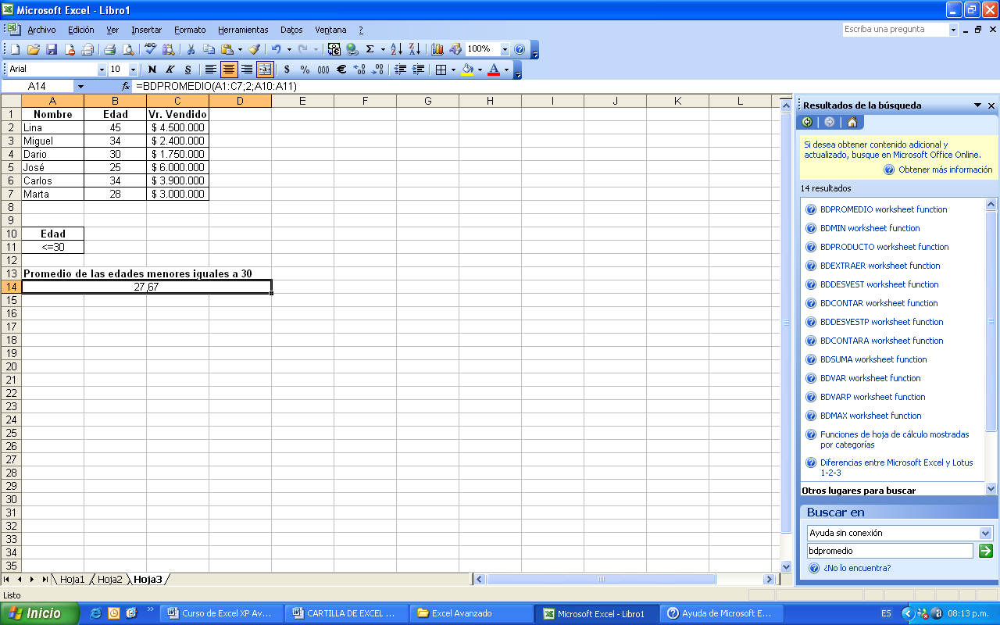 Microsoft Excel - Libro1
Archivo Edición Ver Insertar Formato Herramientas Datos Ventana ? Escriba una pregunta
100%
Arial 10 N K S $ % 000 €
A14 fx =BDPROMEDIO(A1:C7;2;A10:A11)
A B C D E F G H I J K L
1 Nombre Edad Vr. Vendido
2 Lina 45 $ 4.500.000
3 Miguel 34 $ 2.400.000
4 Dario 30 $ 1.750.000
5 José 25 $ 6.000.000
6 Carlos 34 $ 3.900.000
7 Marta 28 $ 3.000.000
8
9
10 Edad
11 <=30
12
13 Promedio de las edades menores iguales a 30
14 27,67
15
16
17
18
19
20
21
22
23
24
25
26
27
28
29
30
31
32
33
34
35
Hoja1 Hoja2 Hoja3
Listo
Resultados de la búsqueda
Si desea obtener contenido adicional y
actualizado, busque en Microsoft Office Online.
Obtener más información
14 resultados
BDPROMEDIO worksheet function
BDMIN worksheet function
BDPRODUCTO worksheet function
BDEXTRAER worksheet function
BDDESVEST worksheet function
BDCONTAR worksheet function
BDDESVESTP worksheet function
BDCONTARA worksheet function
BDSUMA worksheet function
BDVAR worksheet function
BDVARP worksheet function
BDMAX worksheet function
Funciones de hoja de cálculo mostradas
por categorías
Diferencias entre Microsoft Excel y Lotus
1-2-3
Otros lugares para buscar
Buscar en
Ayuda sin conexión
bdpromedio
¿No lo encuentra?
Inicio Curso de Excel XP Av... CARTILLA DE EXCEL ... Excel Avanzado Microsoft Excel - Libro1 Ayuda de Microsoft E... ES 08:13 p.m.